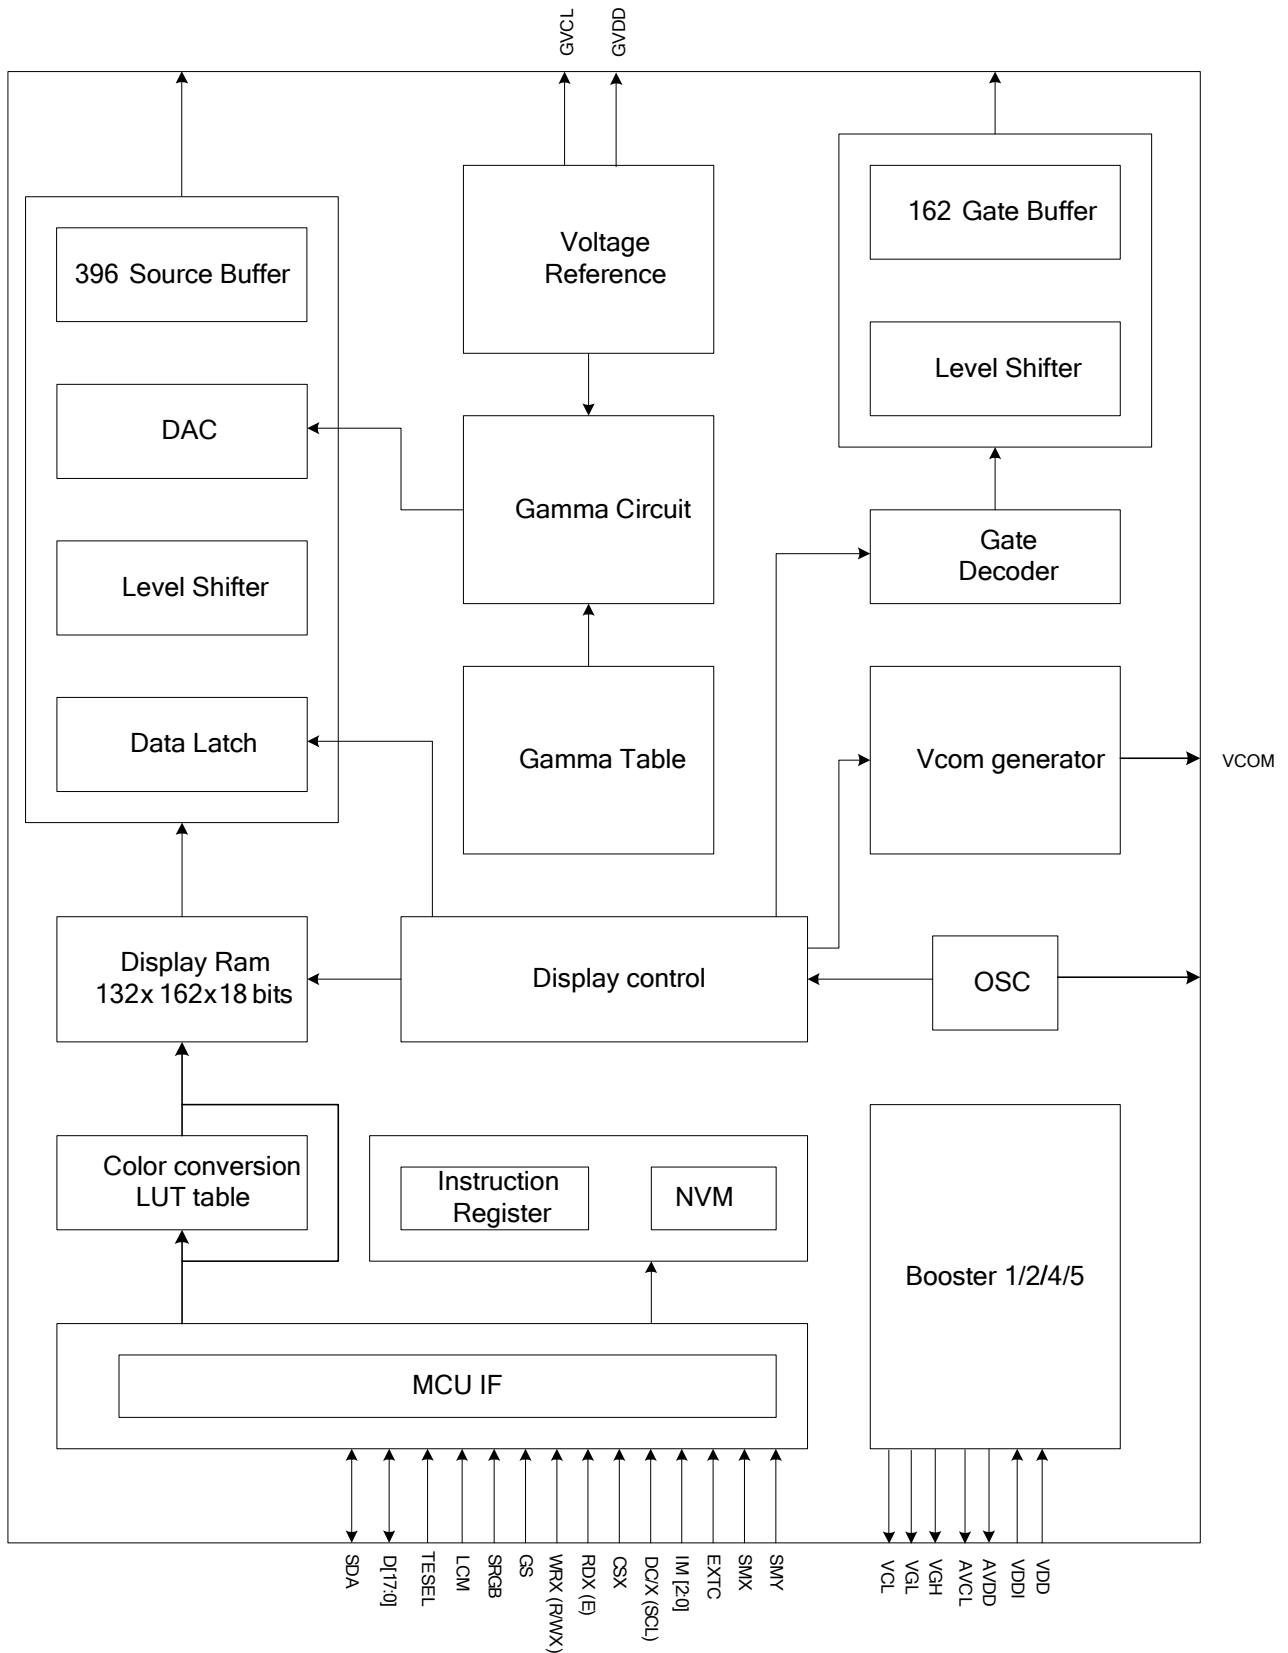 GVCL
GVDD
162 Gate Buffer
396 Source Buffer
Voltage
Reference
Level Shifter
DAC
Gamma Circuit
Gate
Decoder
Level Shifter
Data Latch
Gamma Table
Vcom generator
VCOM
Display Ram
132x 162x18 bits
Display control
OSC
Color conversion
LUT table
Instruction
Register
NVM
Booster 1/2/4/5
MCU IF
SDA
D[17:0]
TESEL
LCM
SRGB
GS
WRX (R/WX)
RDX (E)
CSX
DC/X (SCL)
IM [2:0]
EXTC
SMX
SMY
VCL
VGL
VGH
AVCL
AVDD
VDDI
VDD